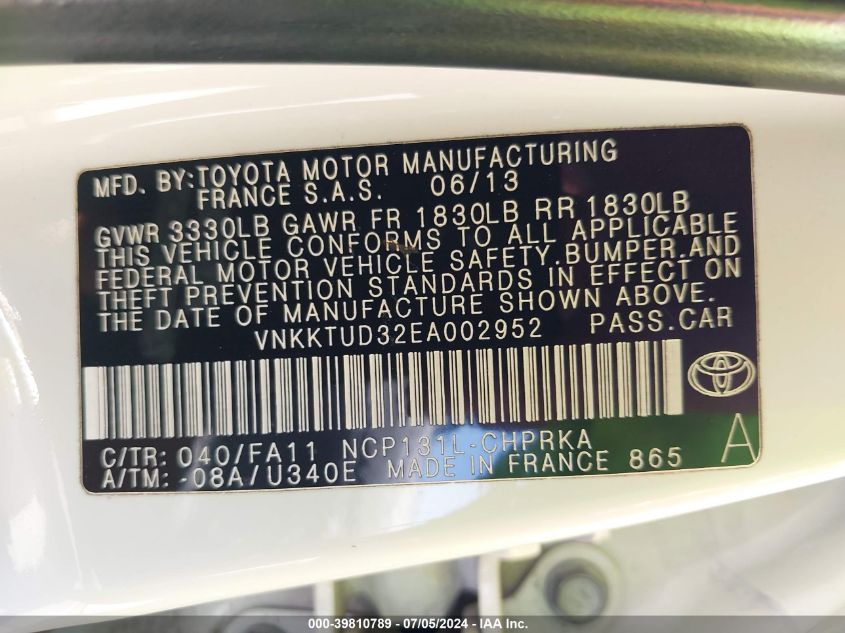 MFD. BY:TOYOTA MOTOR MANUFACTURING
FRANCE S.A.S. 06/13
GVWR 3330LB GAWR FR 1830LB RR 1830LB
THIS VEHICLE CONFORMS TO ALL APPLICABLE
FEDERAL MOTOR VEHICLE SAFETY,BUMPER,AND
THEFT PREVENTION STANDARDS IN EFFECT ON
THE DATE OF MANUFACTURE SHOWN ABOVE.
VNKKTUD32EA002952 PASS.CAR
C/TR: 040/FA11 NCP131L-CHPRKA
A/TM: -08A/U340E MADE IN FRANCE 865 A
000-39810789 / 07/05/2024 - IAA Inc.